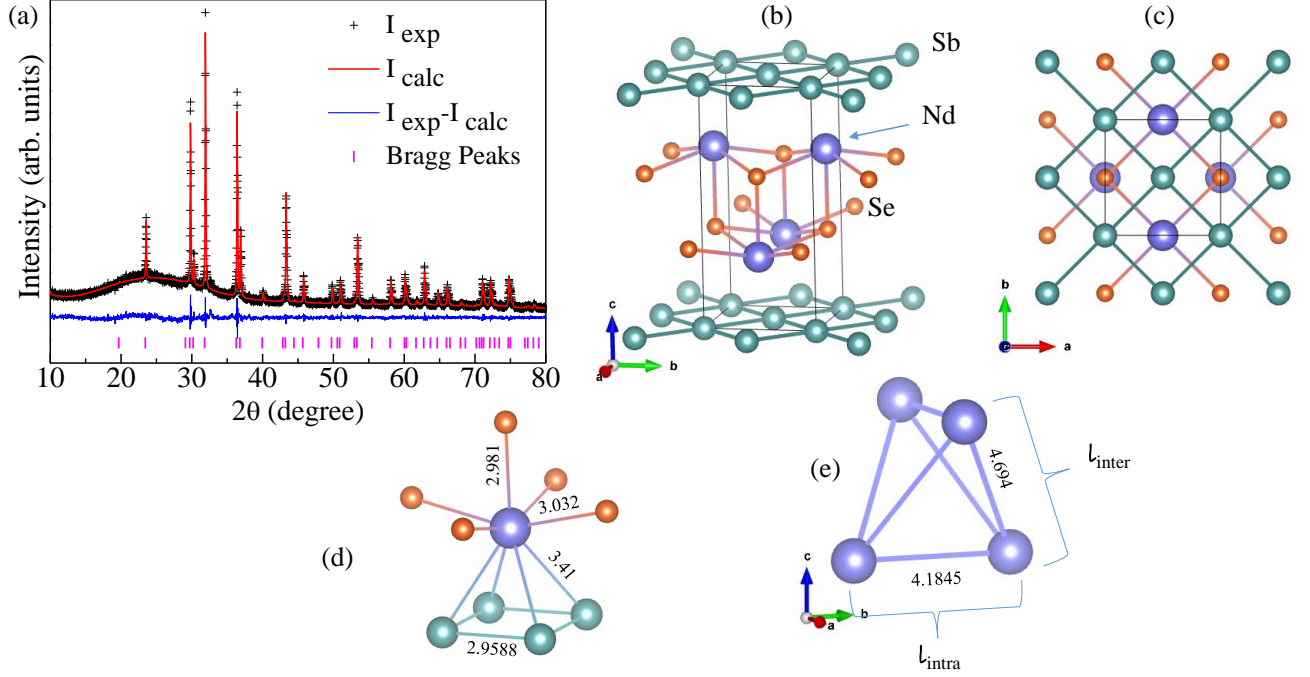 (a)
I exp
I calc
I exp-I calc
Bragg Peaks
Intensity (arb. units)
10 20 30 40 50 60 70 80
2θ (degree)
(b)
Sb
Nd
Se
c
a
b
(c)
b
a
(d)
2.981
3.032
3.41
2.9588
(e)
4.694
4.1845
l inter
l intra
c
b
a